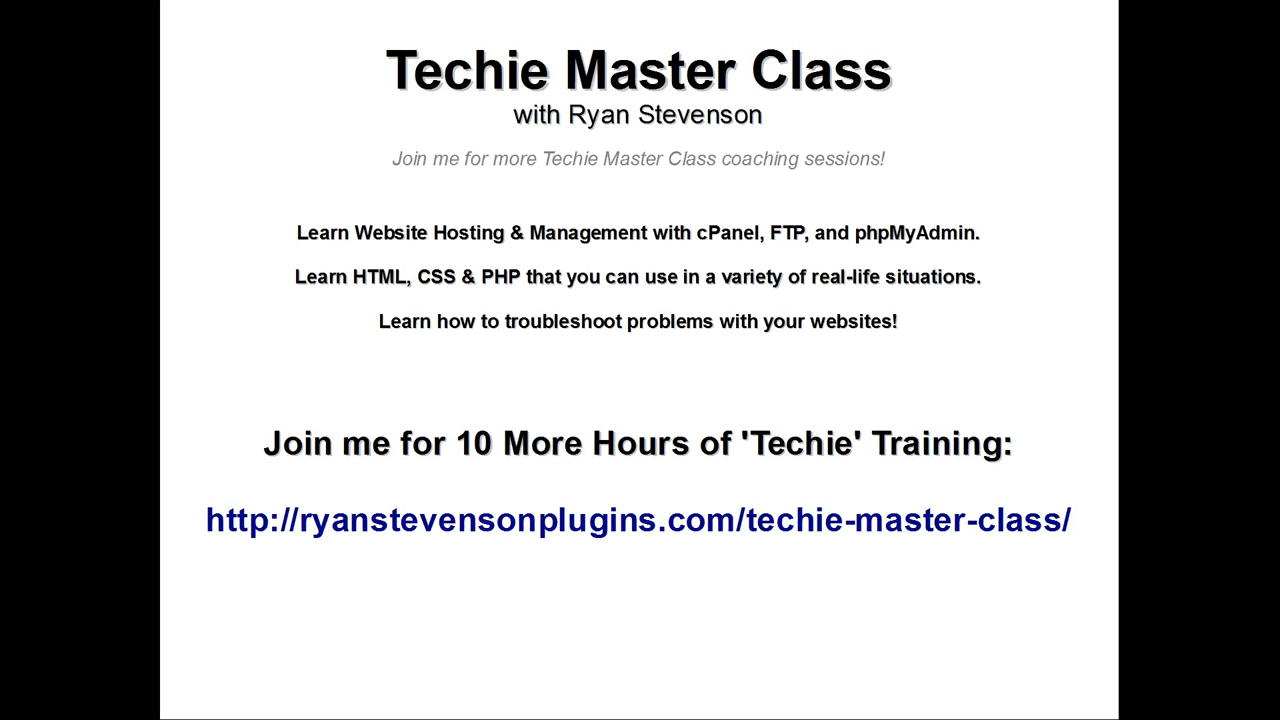 Techie Master Class
with Ryan Stevenson
Join me for more Techie Master Class coaching sessions!
Learn Website Hosting & Management with cPanel, FTP, and phpMyAdmin.
Learn HTML, CSS & PHP that you can use in a variety of real-life situations.
Learn how to troubleshoot problems with your websites!
Join me for 10 More Hours of 'Techie' Training:
http://ryanstevensonplugins.com/techie-master-class/